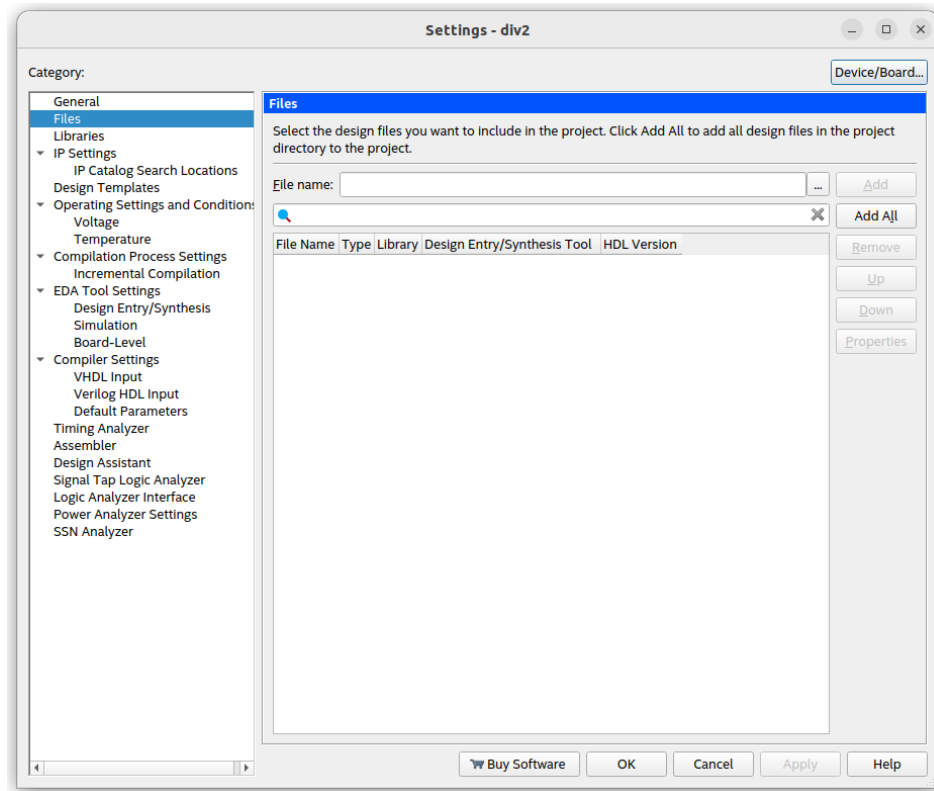 Settings - div2
Category:
Device/Board...
General
Files
Libraries
IP Settings
IP Catalog Search Locations
Design Templates
Operating Settings and Conditions
Voltage
Temperature
Compilation Process Settings
Incremental Compilation
EDA Tool Settings
Design Entry/Synthesis
Simulation
Board-Level
Compiler Settings
VHDL Input
Verilog HDL Input
Default Parameters
Timing Analyzer
Assembler
Design Assistant
Signal Tap Logic Analyzer
Logic Analyzer Interface
Power Analyzer Settings
SSN Analyzer
Files
Select the design files you want to include in the project. Click Add All to add all design files in the project
directory to the project.
File name: ... Add
Add All
File Name Type Library Design Entry/Synthesis Tool HDL Version
Remove
Up
Down
Properties
Buy Software OK Cancel Apply Help